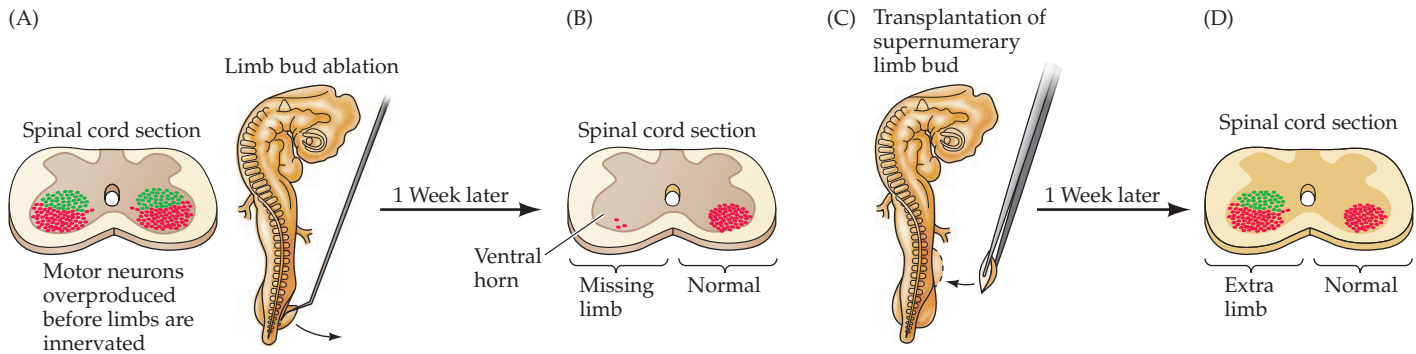 (A)
Limb bud ablation
Spinal cord section
Motor neurons
overproduced
before limbs are
innervated
1 Week later
(B)
Spinal cord section
Ventral
horn
Missing
limb
Normal
(C)
Transplantation of
supernumerary
limb bud
1 Week later
(D)
Spinal cord section
Extra
limb
Normal